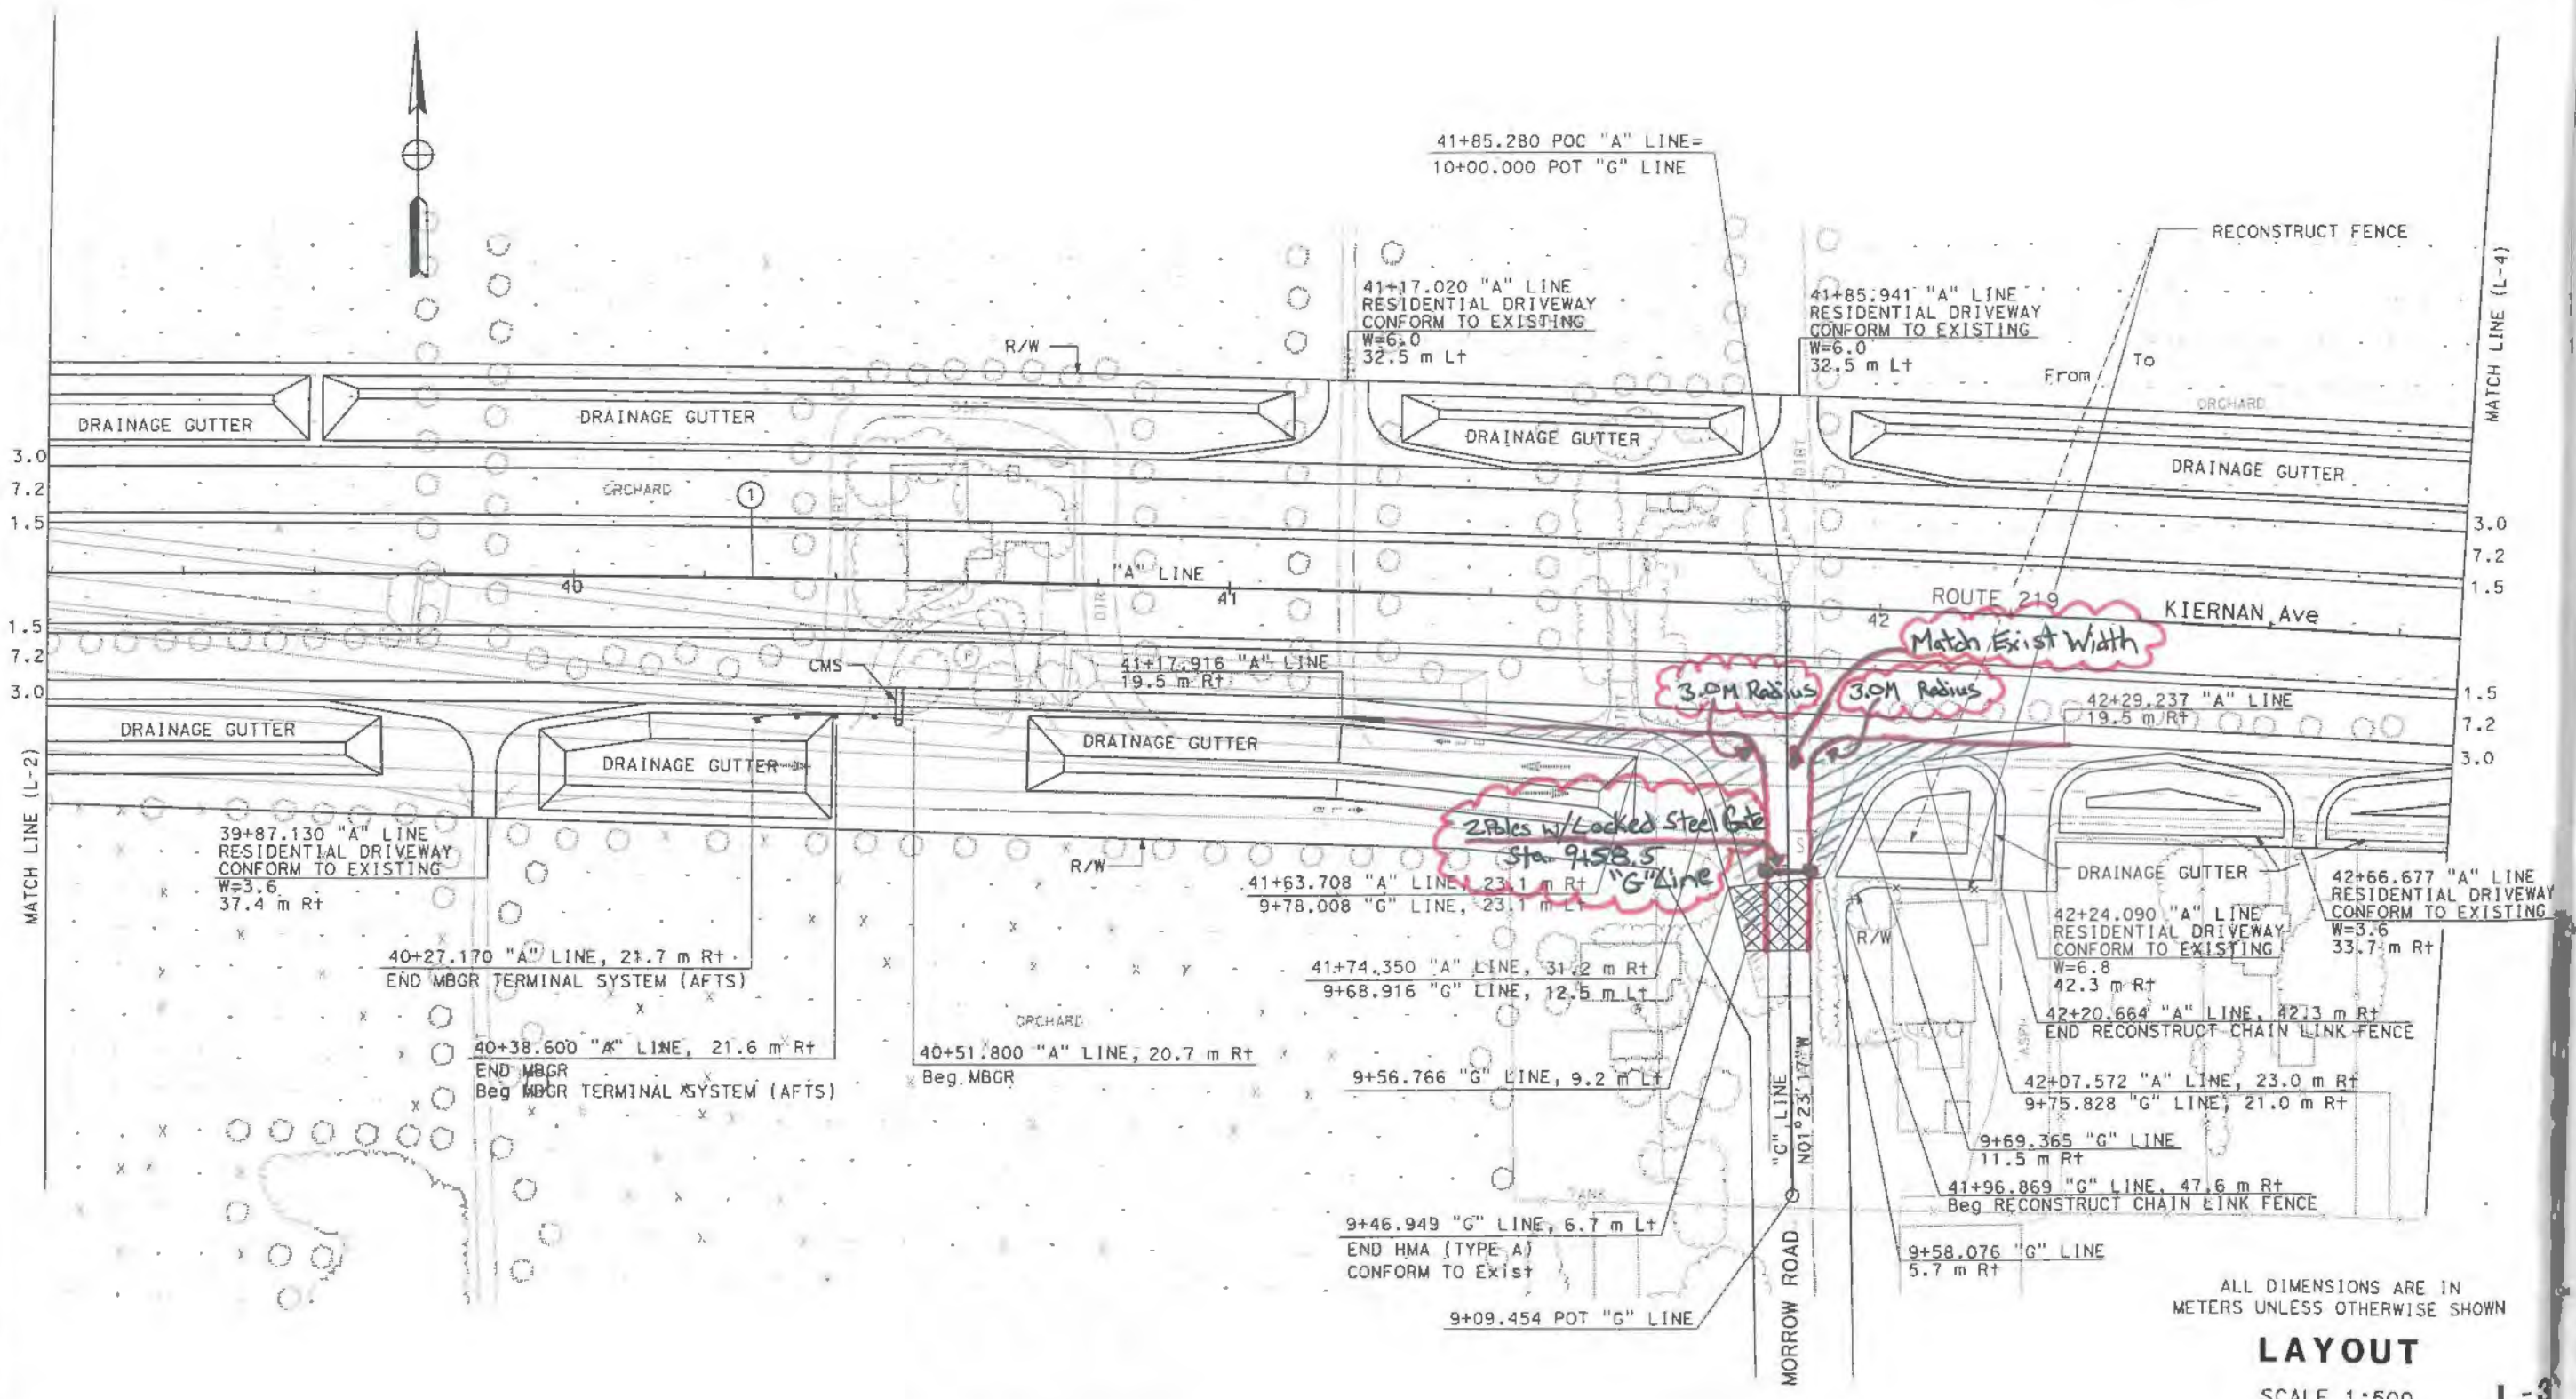 41+85.280 POC "A" LINE=
10+00.000 POT "G" LINE
RECONSTRUCT FENCE
MATCH LINE (L-4)
41+17.020 "A" LINE
RESIDENTIAL DRIVEWAY
CONFORM TO EXISTING
W=6.0
32.5 m Lt
41+85.941 "A" LINE
RESIDENTIAL DRIVEWAY
CONFORM TO EXISTING
W=6.0
32.5 m Lt
R/W
From
To
ORCHARD
DIRT
DRAINAGE GUTTER
DRAINAGE GUTTER
DRAINAGE GUTTER
DRAINAGE GUTTER
3.0
7.2
1.5
ORCHARD
1
DIRT
DIRT
3.0
7.2
1.5
"A" LINE
40
41
42
ROUTE 219
KIERNAN Ave
1.5
7.2
3.0
DIRT
CMS
41+17.916 "A" LINE
19.5 m Rt
Match Exist Width
3.0M Radius
3.0M Radius
42+29.237 "A" LINE
19.5 m Rt
1.5
7.2
3.0
DIRT
MATCH LINE (L-2)
DRAINAGE GUTTER
DRAINAGE GUTTER
DRAINAGE GUTTER
2 Poles w/Locked Steel Gate
Sta. 9+58.5
"G" Line
S
39+87.130 "A" LINE
RESIDENTIAL DRIVEWAY
CONFORM TO EXISTING
W=3.6
37.4 m Rt
R/W
41+63.708 "A" LINE, 23.1 m Rt
9+78.008 "G" LINE, 23.1 m Lt
DRAINAGE GUTTER
42+66.677 "A" LINE
RESIDENTIAL DRIVEWAY
CONFORM TO EXISTING
W=3.6
33.7 m Rt
R/W
42+24.090 "A" LINE
RESIDENTIAL DRIVEWAY
CONFORM TO EXISTING
W=6.8
42.3 m Rt
40+27.170 "A" LINE, 21.7 m Rt
END MBGR TERMINAL SYSTEM (AFTS)
41+74.350 "A" LINE, 31.2 m Rt
9+68.916 "G" LINE, 12.5 m Lt
42+20.664 "A" LINE, 42.3 m Rt
END RECONSTRUCT CHAIN LINK FENCE
ORCHARD
ASPH
40+38.600 "A" LINE, 21.6 m Rt
END MBGR
Beg MBGR TERMINAL SYSTEM (AFTS)
40+51.800 "A" LINE, 20.7 m Rt
Beg. MBGR
9+56.766 "G" LINE, 9.2 m Lt
"G" LINE
N01°23'17"W
42+07.572 "A" LINE, 23.0 m Rt
9+75.828 "G" LINE, 21.0 m Rt
9+69.365 "G" LINE
11.5 m Rt
41+96.869 "G" LINE, 47.6 m Rt
Beg RECONSTRUCT CHAIN LINK FENCE
TANK
9+46.949 "G" LINE, 6.7 m Lt
END HMA (TYPE A)
CONFORM TO Exist
9+58.076 "G" LINE
5.7 m Rt
9+09.454 POT "G" LINE
MORROW ROAD
ALL DIMENSIONS ARE IN
METERS UNLESS OTHERWISE SHOWN
LAYOUT
SCALE 1:500
L-3